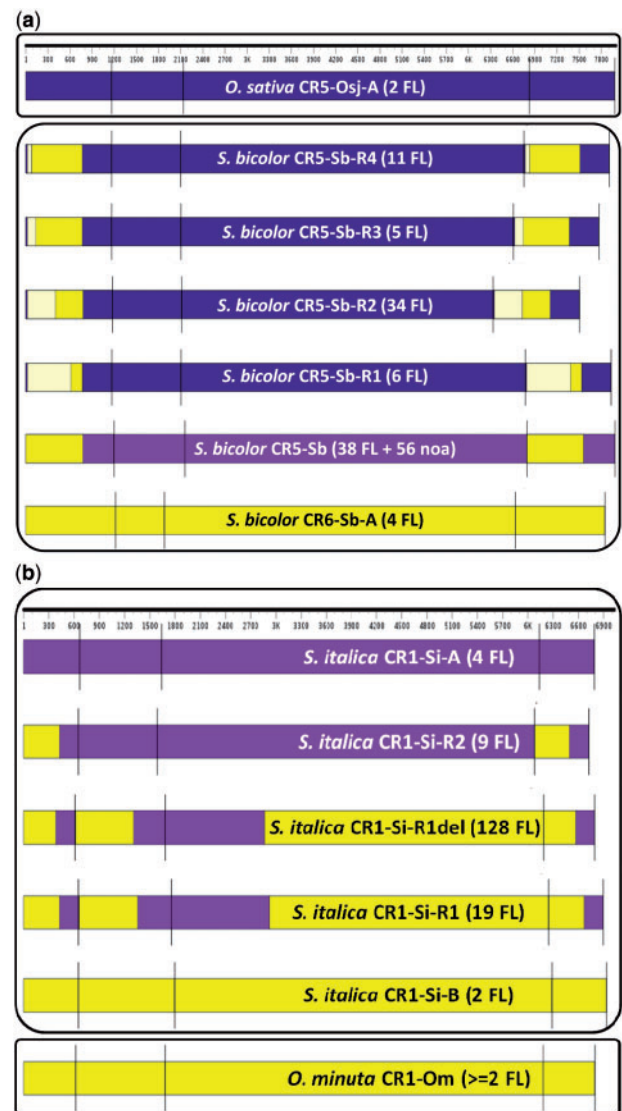 (a)
1 300 600 900 1200 1500 1800 2100 2400 2700 3K 3300 3600 3900 4200 4500 4800 5100 5400 5700 6K 6300 6600 6900 7200 7500 7800
O. sativa CR5-Osj-A (2 FL)
S. bicolor CR5-Sb-R4 (11 FL)
S. bicolor CR5-Sb-R3 (5 FL)
S. bicolor CR5-Sb-R2 (34 FL)
S. bicolor CR5-Sb-R1 (6 FL)
S. bicolor CR5-Sb (38 FL + 56 noa)
S. bicolor CR6-Sb-A (4 FL)
(b)
1 300 600 900 1200 1500 1800 2100 2400 2700 3K 3300 3600 3900 4200 4500 4800 5100 5400 5700 6K 6300 6600 6900
S. italica CR1-Si-A (4 FL)
S. italica CR1-Si-R2 (9 FL)
S. italica CR1-Si-R1del (128 FL)
S. italica CR1-Si-R1 (19 FL)
S. italica CR1-Si-B (2 FL)
O. minuta CR1-Om (>=2 FL)